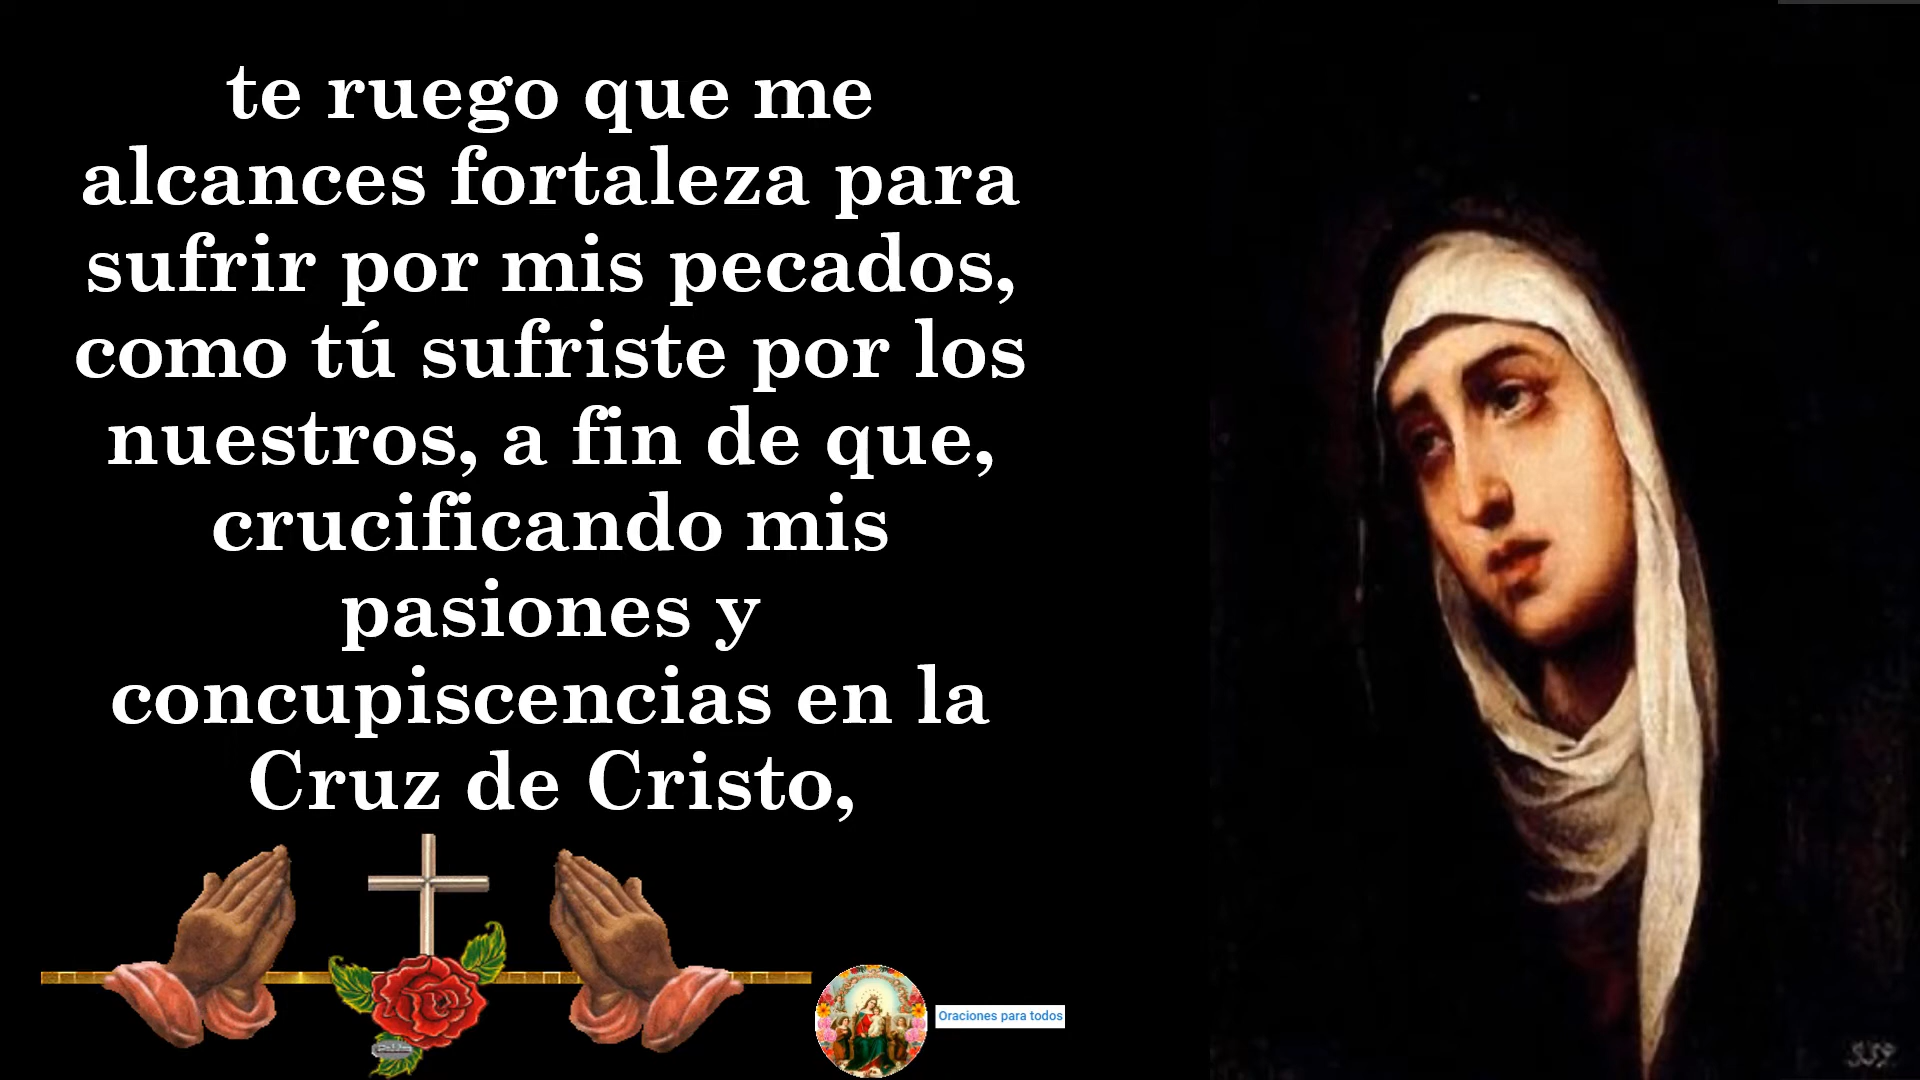 te ruego que me
alcances fortaleza para
sufrir por mis pecados,
como tú sufriste por los
nuestros, a fin de que,
crucificando mis
pasiones y
concupiscencias en la
Cruz de Cristo,
Oraciones para todos